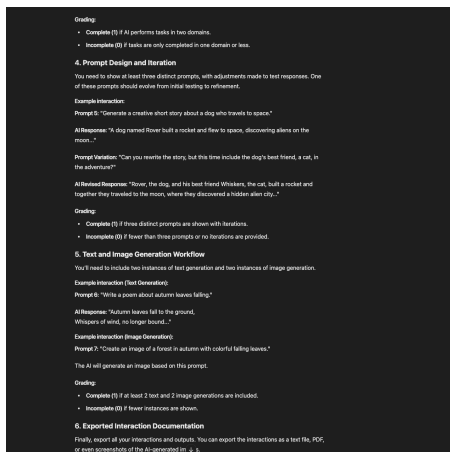 Grading:
• Complete (1) if AI performs tasks in two domains.
• Incomplete (0) if tasks are only completed in one domain or less.
4. Prompt Design and Iteration
You need to show at least three distinct prompts, with adjustments made to test responses. One
of these prompts should evolve from initial testing to refinement.
Example interaction:
Prompt 5: "Generate a creative short story about a dog who travels to space."
AI Response: "A dog named Rover built a rocket and flew to space, discovering aliens on the
moon..."
Prompt Variation: "Can you rewrite the story, but this time include the dog's best friend, a cat, in
the adventure?"
AI Revised Response: "Rover, the dog, and his best friend Whiskers, the cat, built a rocket and
together they traveled to the moon, where they discovered a hidden alien city..."
Grading:
• Complete (1) if three distinct prompts are shown with iterations.
• Incomplete (0) if fewer than three prompts or no iterations are provided.
5. Text and Image Generation Workflow
You'll need to include two instances of text generation and two instances of image generation.
Example interaction (Text Generation):
Prompt 6: "Write a poem about autumn leaves falling."
AI Response: "Autumn leaves fall to the ground,
Whispers of wind, no longer bound..."
Example interaction (Image Generation):
Prompt 7: "Create an image of a forest in autumn with colorful falling leaves."
The AI will generate an image based on this prompt.
Grading:
• Complete (1) if at least 2 text and 2 image generations are included.
• Incomplete (0) if fewer instances are shown.
6. Exported Interaction Documentation
Finally, export all your interactions and outputs. You can export the interactions as a text file, PDF,
or even screenshots of the AI-generated im ↓ s.